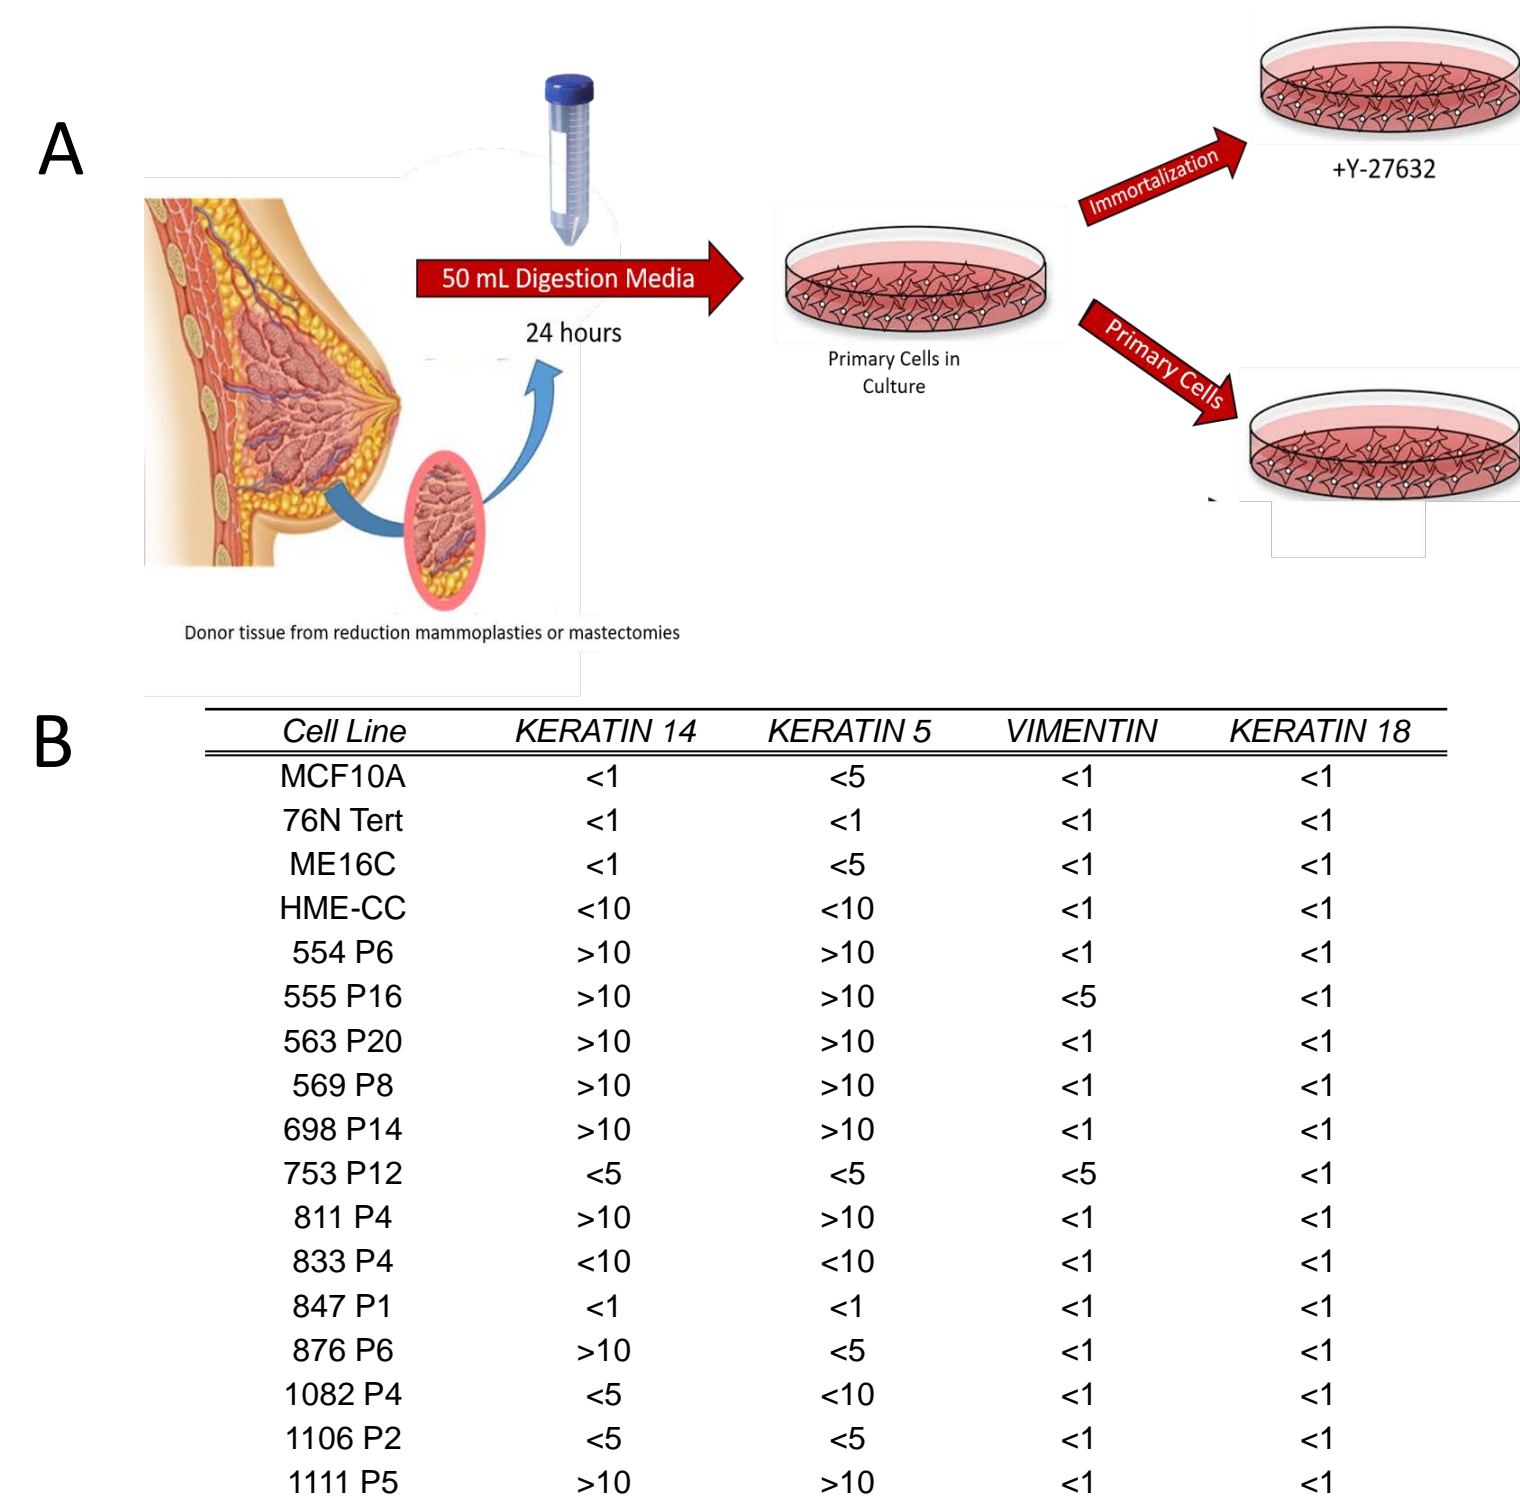 A
50 mL Digestion Media
24 hours
Primary Cells in
Culture
Immortalization
+Y-27632
Primary Cells
Donor tissue from reduction mammoplasties or mastectomies
B
Cell Line KERATIN 14 KERATIN 5 VIMENTIN KERATIN 18
MCF10A <1 <5 <1 <1
76N Tert <1 <1 <1 <1
ME16C <1 <5 <1 <1
HME-CC <10 <10 <1 <1
554 P6 >10 >10 <1 <1
555 P16 >10 >10 <5 <1
563 P20 >10 >10 <1 <1
569 P8 >10 >10 <1 <1
698 P14 >10 >10 <1 <1
753 P12 <5 <5 <5 <1
811 P4 >10 >10 <1 <1
833 P4 <10 <10 <1 <1
847 P1 <1 <1 <1 <1
876 P6 >10 <5 <1 <1
1082 P4 <5 <10 <1 <1
1106 P2 <5 <5 <1 <1
1111 P5 >10 >10 <1 <1